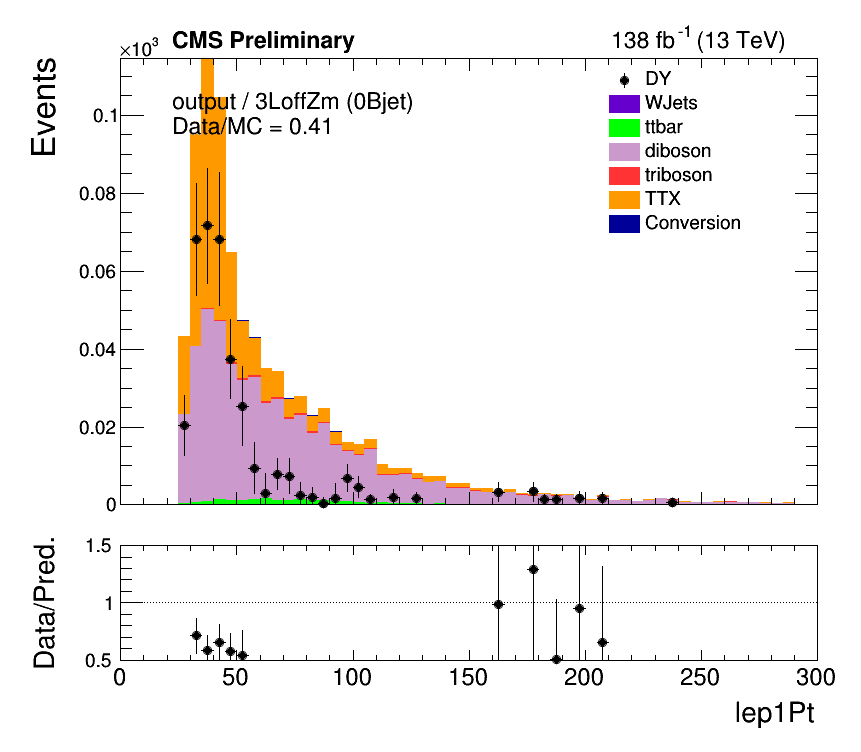 ×10³
CMS Preliminary
138 fb⁻¹ (13 TeV)
Events
output / 3LoffZm (0Bjet)
Data/MC = 0.41
DY
WJets
ttbar
diboson
triboson
TTX
Conversion
0.1
0.08
0.06
0.04
0.02
0
Data/Pred.
1.5
1
0.5
0 50 100 150 200 250 300
lep1Pt